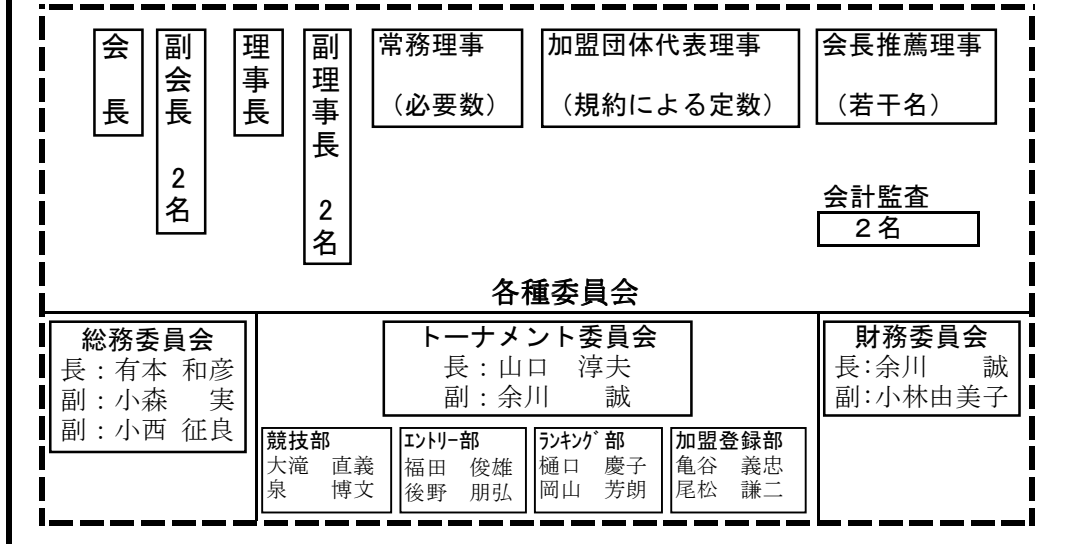 会長
副会長 2名
理事長
副理事長 2名
常務理事
（必要数）
加盟団体代表理事
（規約による定数）
会長推薦理事
（若干名）
会計監査
２名
各種委員会
総務委員会
長：有本 和彦
副：小森 実
副：小西 征良
トーナメント委員会
長：山口 淳夫
副：余川 誠
財務委員会
長：余川 誠
副：小林由美子
競技部
大滝 直義
泉 博文
ｴﾝﾄﾘｰ部
福田 俊雄
後野 朋弘
ﾗﾝｷﾝｸﾞ部
樋口 慶子
岡山 芳朗
加盟登録部
亀谷 義忠
尾松 謙二